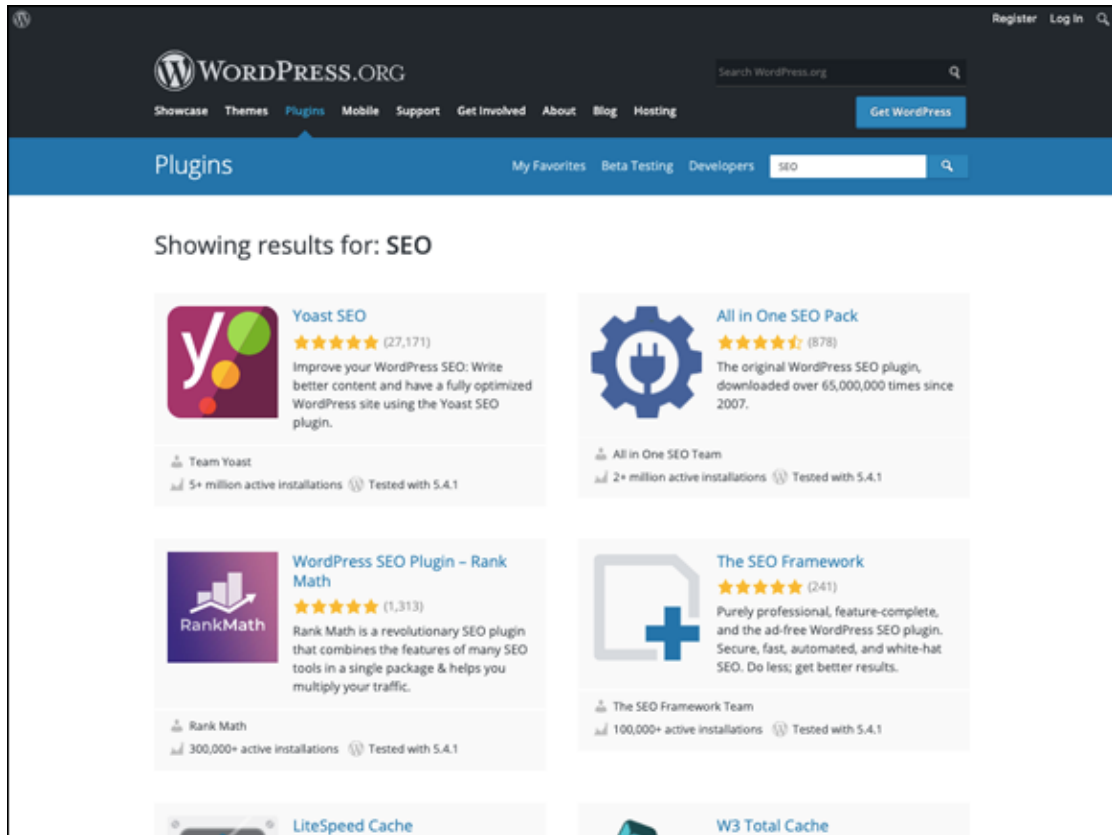 Register Log In
WORDPRESS.ORG
Search WordPress.org
Showcase Themes Plugins Mobile Support Get Involved About Blog Hosting
Get WordPress
Plugins
My Favorites Beta Testing Developers SEO
Showing results for: SEO
Yoast SEO
(27,171)
Improve your WordPress SEO: Write
better content and have a fully optimized
WordPress site using the Yoast SEO
plugin.
Team Yoast
5+ million active installations Tested with 5.4.1
All in One SEO Pack
(878)
The original WordPress SEO plugin,
downloaded over 65,000,000 times since
2007.
All in One SEO Team
2+ million active installations Tested with 5.4.1
RankMath
WordPress SEO Plugin – Rank
Math
(1,313)
Rank Math is a revolutionary SEO plugin
that combines the features of many SEO
tools in a single package & helps you
multiply your traffic.
Rank Math
300,000+ active installations Tested with 5.4.1
The SEO Framework
(241)
Purely professional, feature-complete,
and the ad-free WordPress SEO plugin.
Secure, fast, automated, and white-hat
SEO. Do less; get better results.
The SEO Framework Team
100,000+ active installations Tested with 5.4.1
LiteSpeed Cache
W3 Total Cache